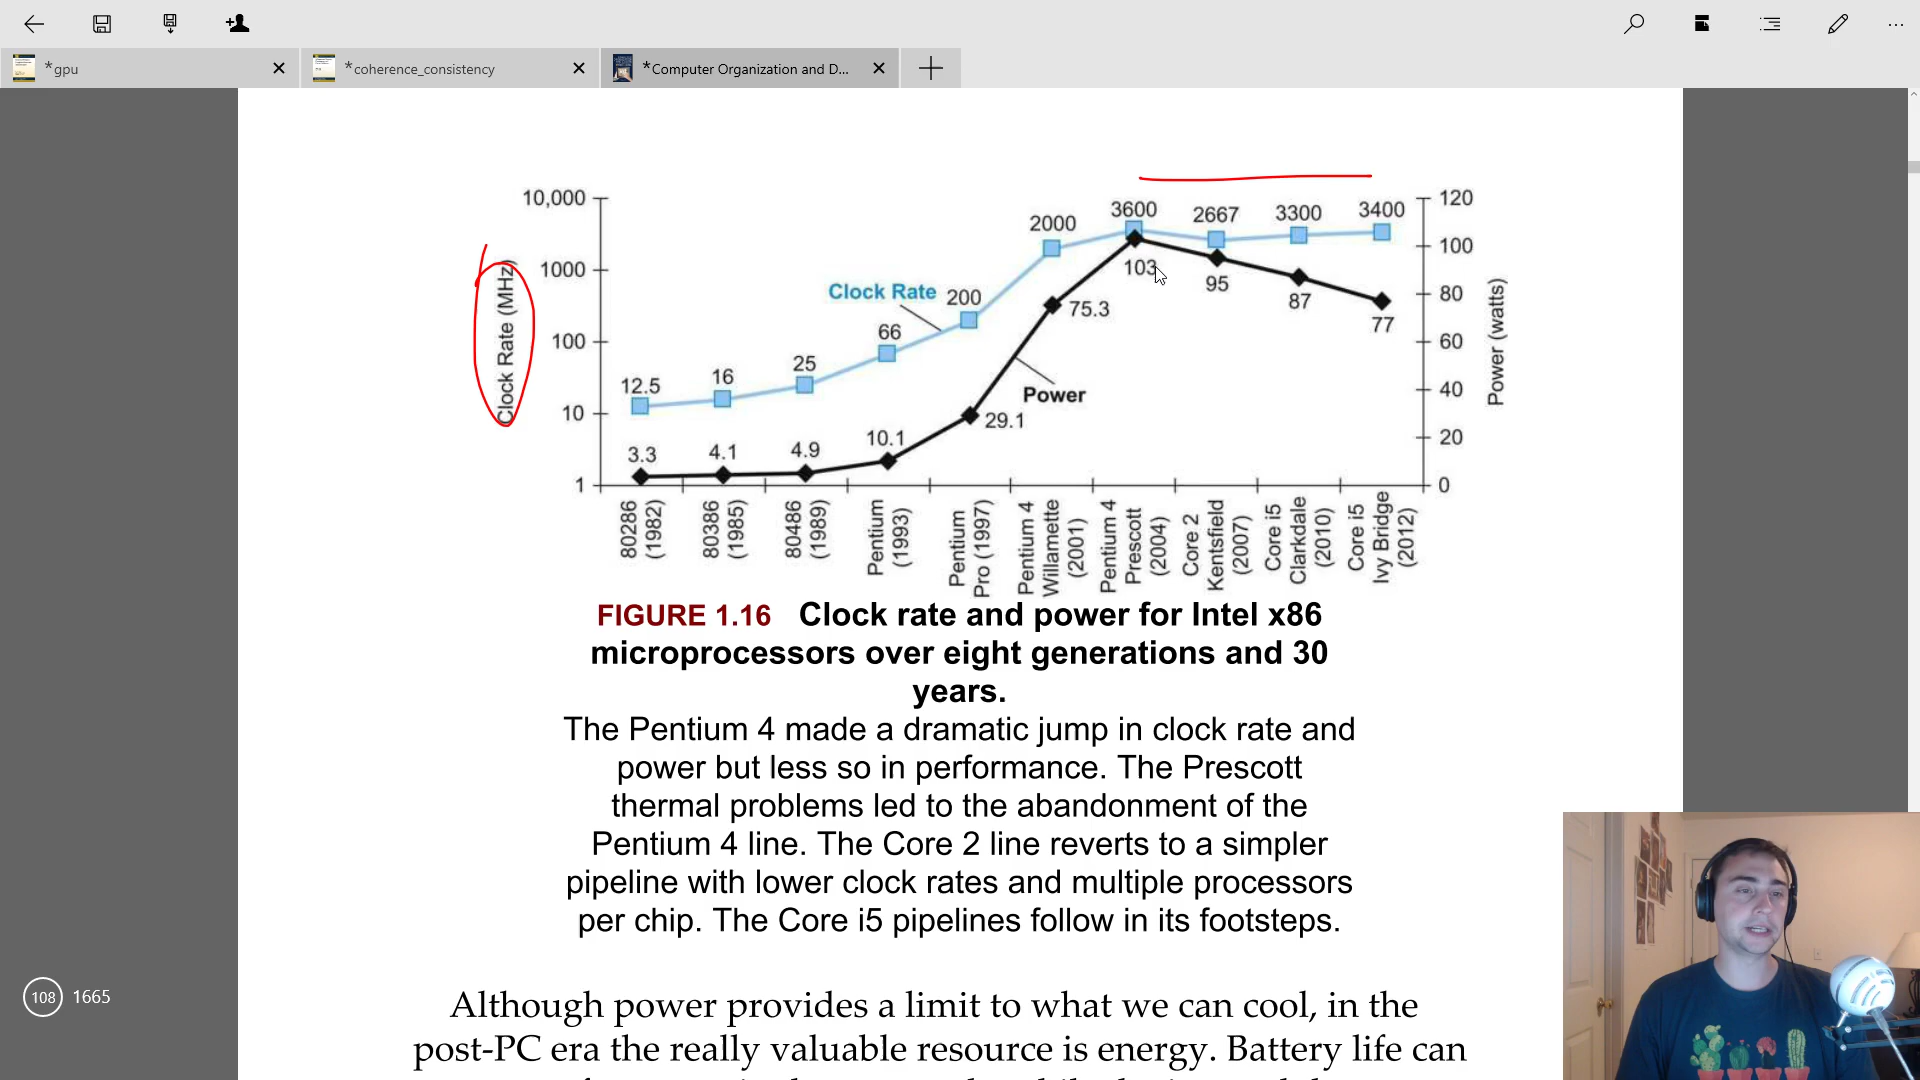 *gpu
*coherence_consistency
*Computer Organization and D...
10,000
1000
100
10
1
Clock Rate (MHz)
120
100
80
60
40
20
0
Power (watts)
12.5
16
25
66
200
2000
3600
2667
3300
3400
Clock Rate
3.3
4.1
4.9
10.1
29.1
75.3
103
95
87
77
Power
80286
(1982)
80386
(1985)
80486
(1989)
Pentium
(1993)
Pentium
Pro (1997)
Pentium 4
Willamette
(2001)
Pentium 4
Prescott
(2004)
Core 2
Kentsfield
(2007)
Core i5
Clarkdale
(2010)
Core i5
Ivy Bridge
(2012)
FIGURE 1.16 Clock rate and power for Intel x86
microprocessors over eight generations and 30
years.
The Pentium 4 made a dramatic jump in clock rate and
power but less so in performance. The Prescott
thermal problems led to the abandonment of the
Pentium 4 line. The Core 2 line reverts to a simpler
pipeline with lower clock rates and multiple processors
per chip. The Core i5 pipelines follow in its footsteps.
108 1665
Although power provides a limit to what we can cool, in the
post-PC era the really valuable resource is energy. Battery life can